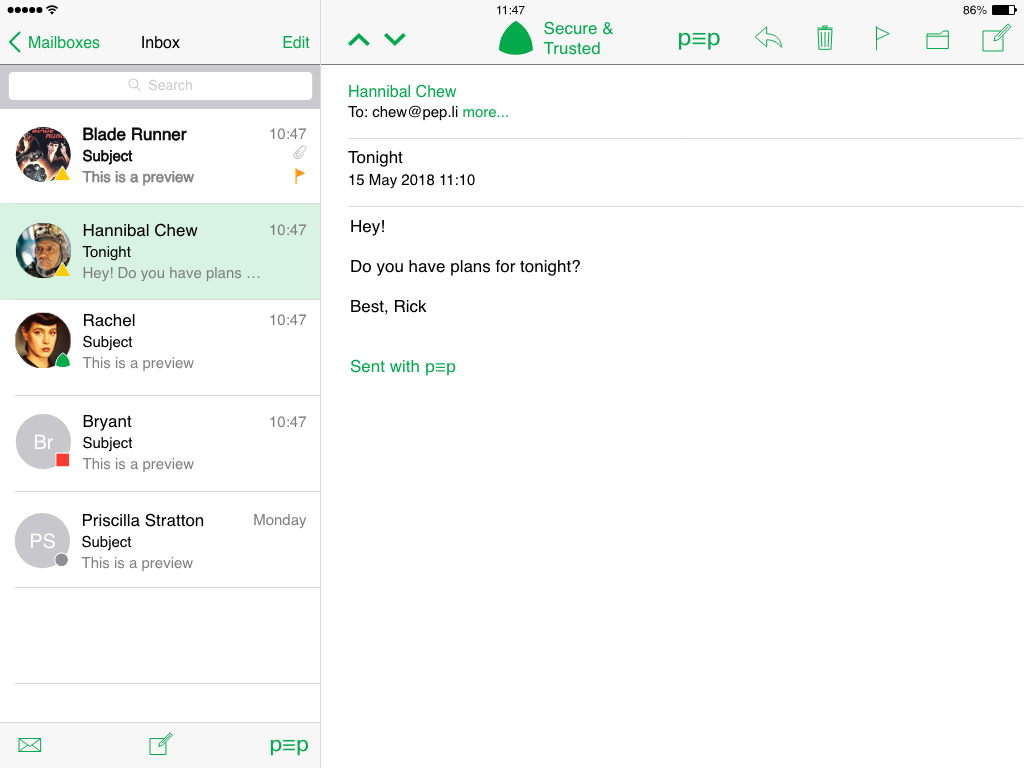 11:47
86%
Mailboxes
Inbox
Edit
Search
Blade Runner
10:47
Subject
This is a preview
Hannibal Chew
10:47
Tonight
Hey! Do you have plans …
Rachel
10:47
Subject
This is a preview
Br
Bryant
10:47
Subject
This is a preview
PS
Priscilla Stratton
Monday
Subject
This is a preview
p≡p
Secure &
Trusted
p≡p
Hannibal Chew
To: chew@pep.li more...
Tonight
15 May 2018 11:10
Hey!
Do you have plans for tonight?
Best, Rick
Sent with p≡p